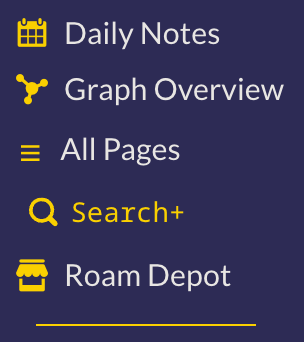 Daily Notes
Graph Overview
All Pages
Search+
Roam Depot